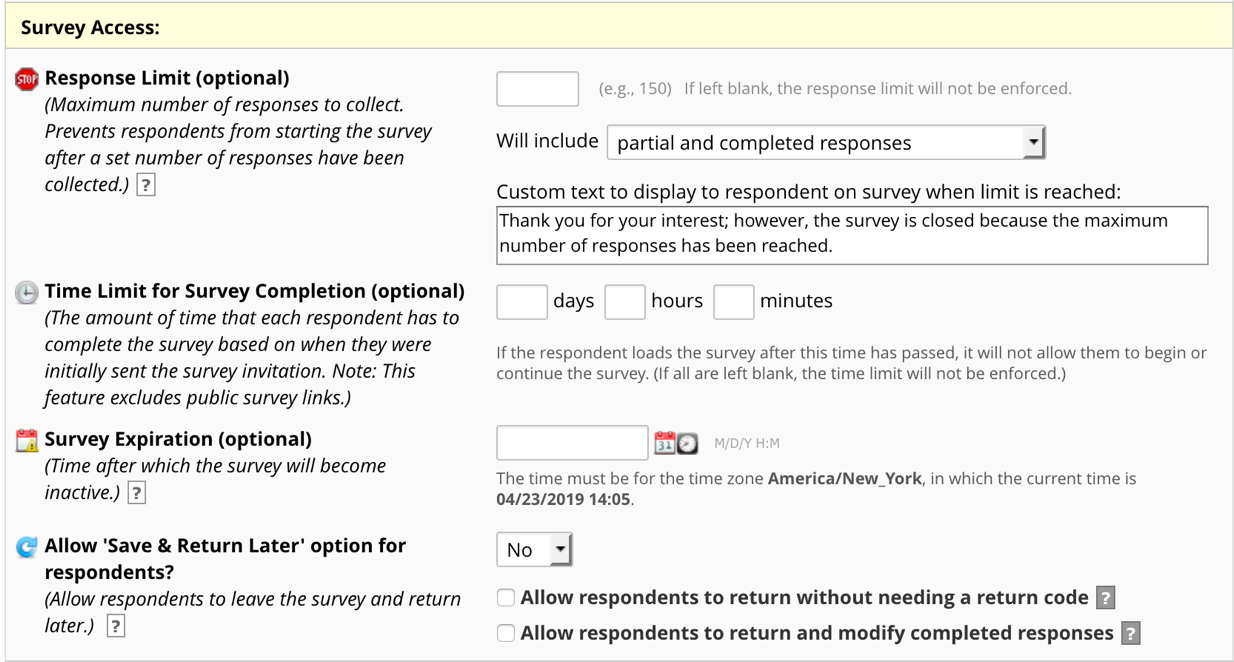 Survey Access:
STOP Response Limit (optional)
(Maximum number of responses to collect.
Prevents respondents from starting the survey
after a set number of responses have been
collected.) ?
(e.g., 150) If left blank, the response limit will not be enforced.
Will include partial and completed responses
Custom text to display to respondent on survey when limit is reached:
Thank you for your interest; however, the survey is closed because the maximum
number of responses has been reached.
Time Limit for Survey Completion (optional)
(The amount of time that each respondent has to
complete the survey based on when they were
initially sent the survey invitation. Note: This
feature excludes public survey links.)
days hours minutes
If the respondent loads the survey after this time has passed, it will not allow them to begin or
continue the survey. (If all are left blank, the time limit will not be enforced.)
Survey Expiration (optional)
(Time after which the survey will become
inactive.) ?
31 M/D/Y H:M
The time must be for the time zone America/New_York, in which the current time is
04/23/2019 14:05.
Allow 'Save & Return Later' option for
respondents?
(Allow respondents to leave the survey and return
later.) ?
No
Allow respondents to return without needing a return code ?
Allow respondents to return and modify completed responses ?